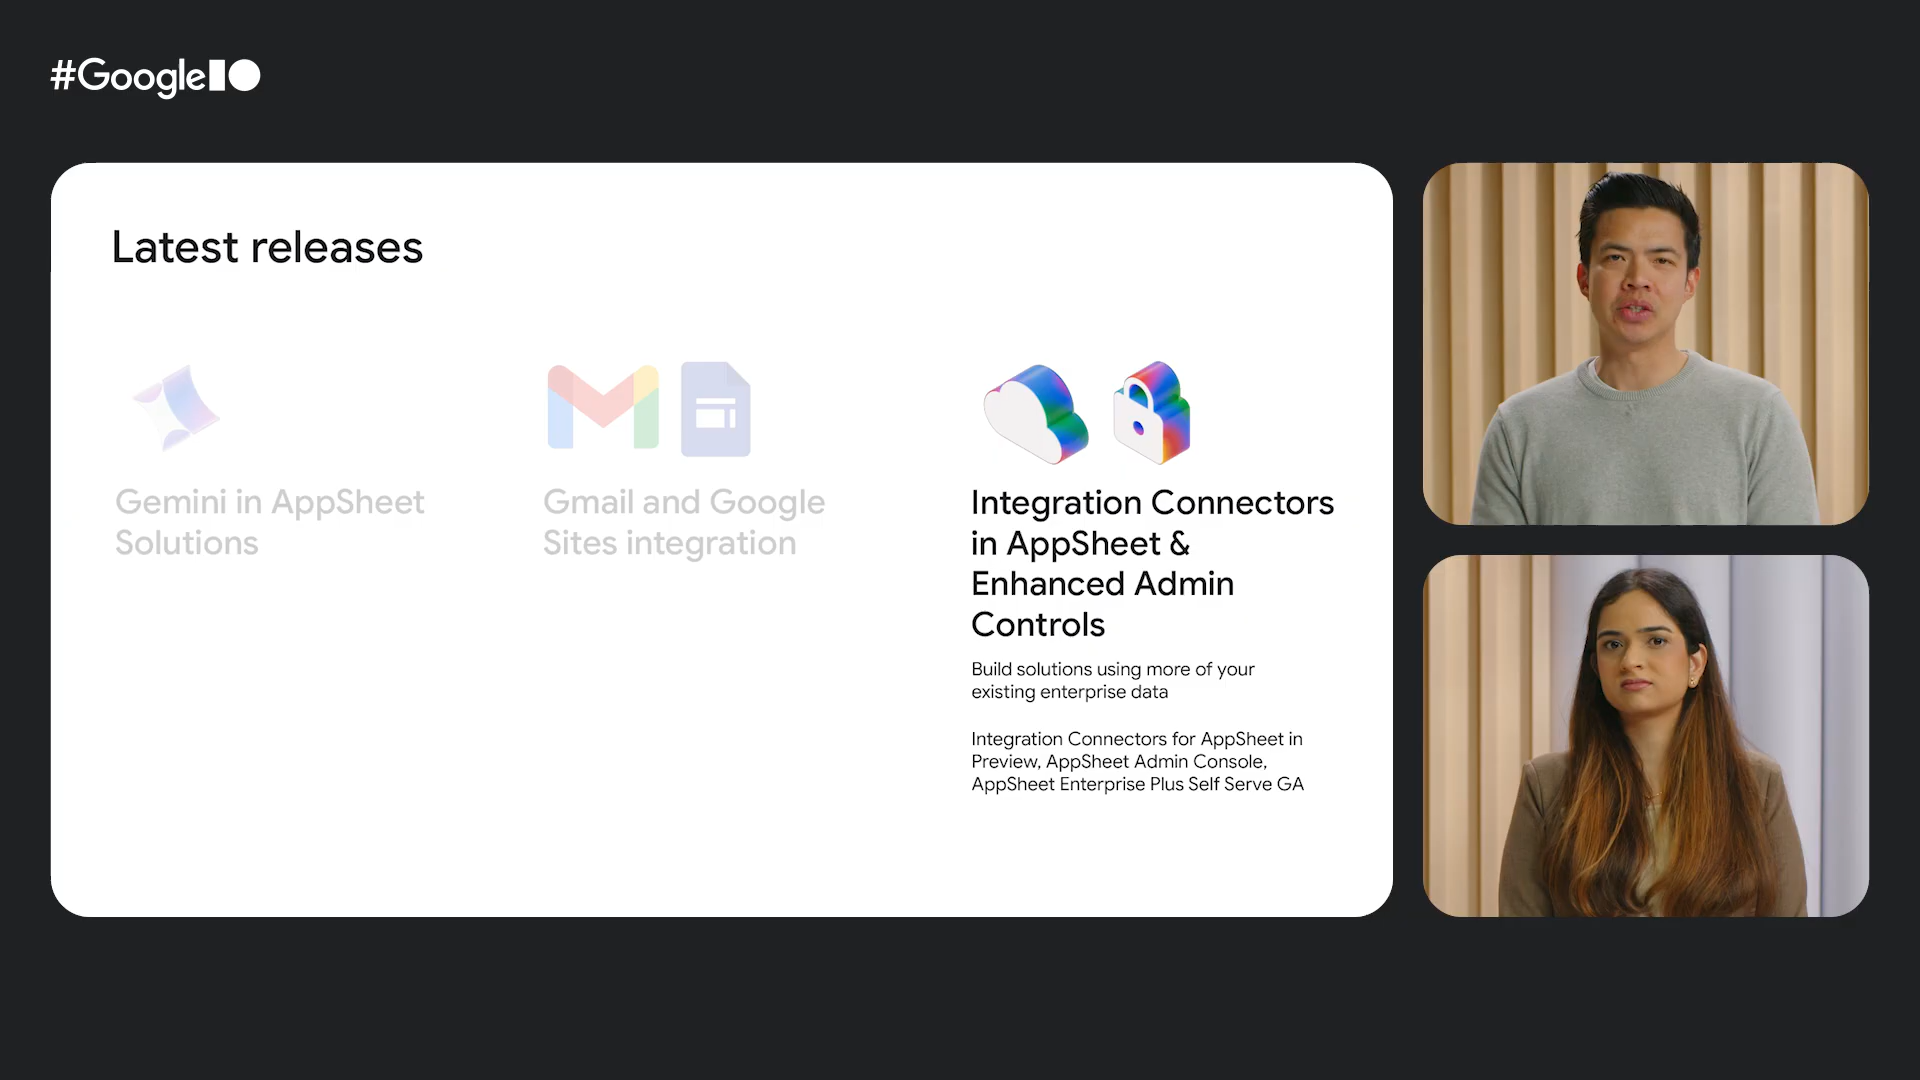 #GoogleIO
Latest releases
Gemini in AppSheet
Solutions
Gmail and Google
Sites integration
Integration Connectors
in AppSheet &
Enhanced Admin
Controls
Build solutions using more of your
existing enterprise data
Integration Connectors for AppSheet in
Preview, AppSheet Admin Console,
AppSheet Enterprise Plus Self Serve GA